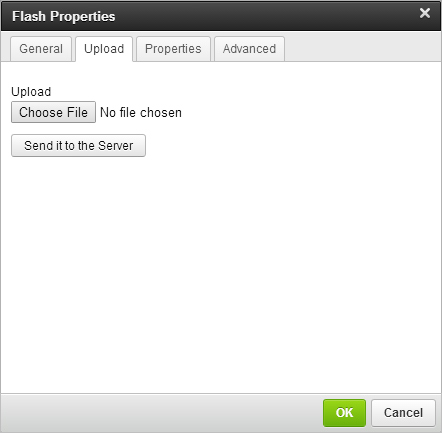 Flash Properties
General Upload Properties Advanced
Upload
Choose File No file chosen
Send it to the Server
OK Cancel